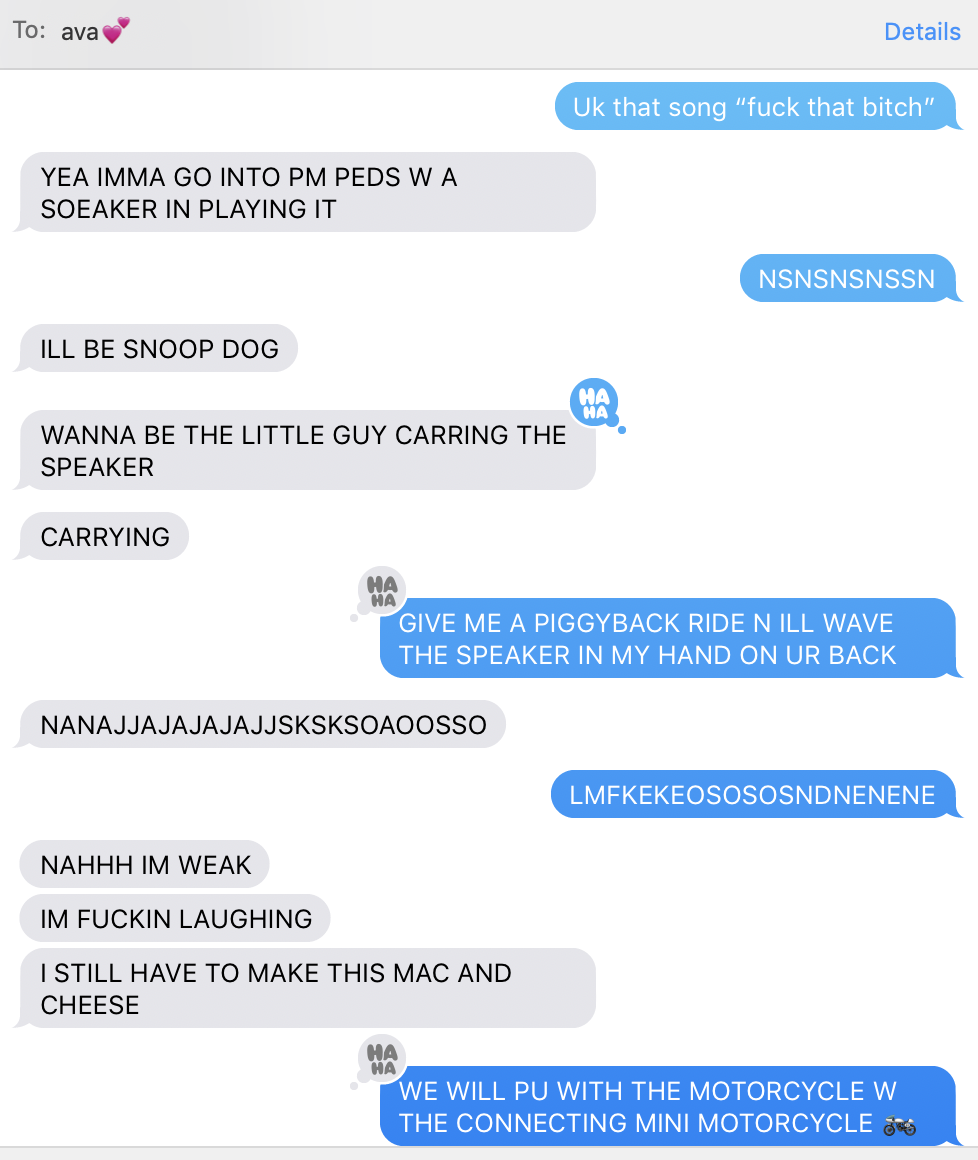 To: ava💕
Details
Uk that song “fuck that bitch”
YEA IMMA GO INTO PM PEDS W A
SOEAKER IN PLAYING IT
NSNSNSNSSN
ILL BE SNOOP DOG
HA
HA
WANNA BE THE LITTLE GUY CARRING THE
SPEAKER
CARRYING
HA
HA
GIVE ME A PIGGYBACK RIDE N ILL WAVE
THE SPEAKER IN MY HAND ON UR BACK
NANAJJAJAJAJAJJSKSKSOAOOSSO
LMFKEKEOSOSOSNDNENENE
NAHHH IM WEAK
IM FUCKIN LAUGHING
I STILL HAVE TO MAKE THIS MAC AND
CHEESE
HA
HA
WE WILL PU WITH THE MOTORCYCLE W
THE CONNECTING MINI MOTORCYCLE 🏍️